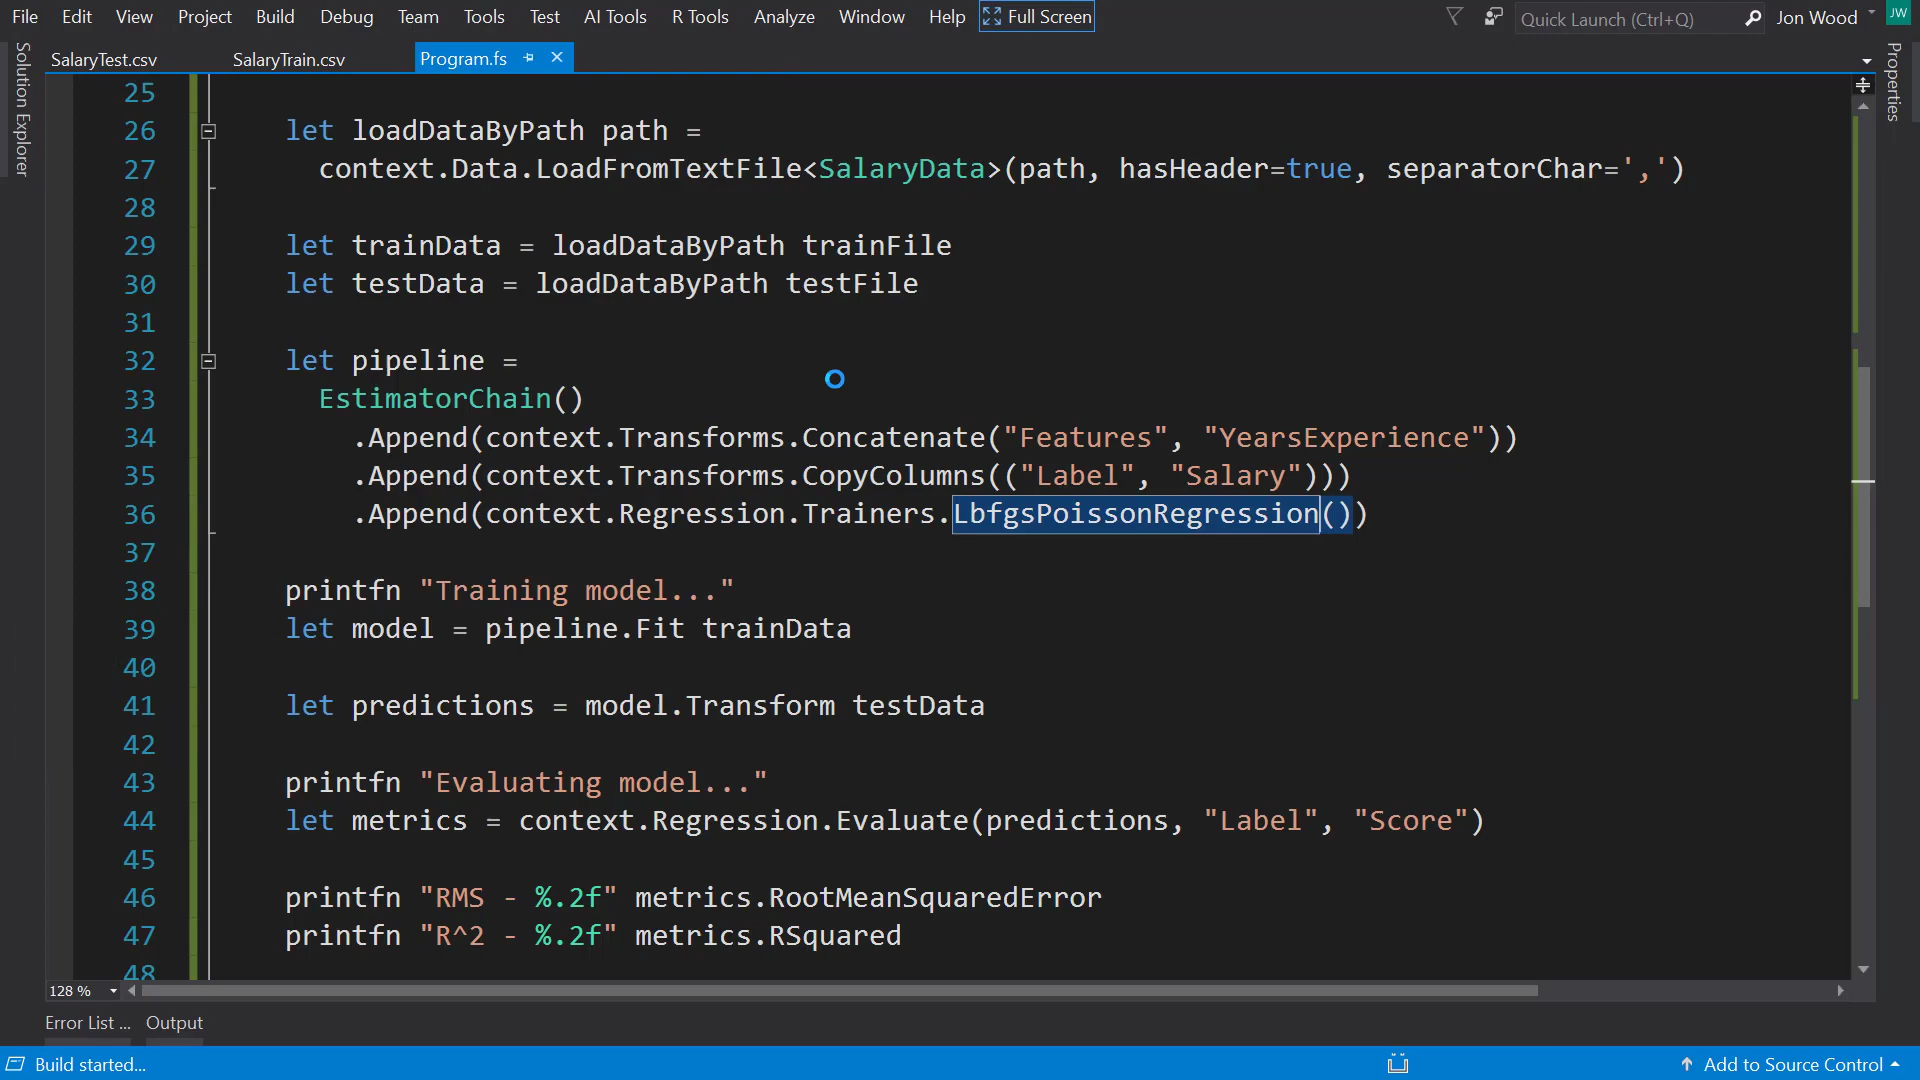 File Edit View Project Build Debug Team Tools Test AI Tools R Tools Analyze Window Help Full Screen Quick Launch (Ctrl+Q) Jon Wood JW
SalaryTest.csv SalaryTrain.csv Program.fs
Solution Explorer
Properties
25
26 let loadDataByPath path =
27 context.Data.LoadFromTextFile<SalaryData>(path, hasHeader=true, separatorChar=',')
28
29 let trainData = loadDataByPath trainFile
30 let testData = loadDataByPath testFile
31
32 let pipeline =
33 EstimatorChain()
34 .Append(context.Transforms.Concatenate("Features", "YearsExperience"))
35 .Append(context.Transforms.CopyColumns(("Label", "Salary")))
36 .Append(context.Regression.Trainers.LbfgsPoissonRegression())
37
38 printfn "Training model..."
39 let model = pipeline.Fit trainData
40
41 let predictions = model.Transform testData
42
43 printfn "Evaluating model..."
44 let metrics = context.Regression.Evaluate(predictions, "Label", "Score")
45
46 printfn "RMS - %.2f" metrics.RootMeanSquaredError
47 printfn "R^2 - %.2f" metrics.RSquared
48
128 %
Error List ... Output
Build started... Add to Source Control